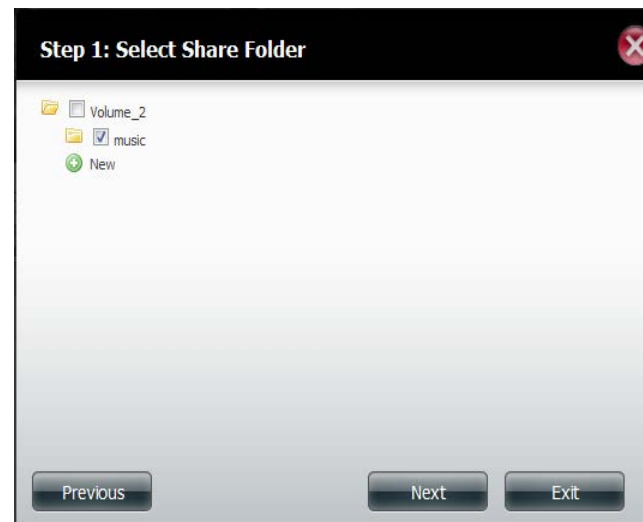 Step 1: Select Share Folder
Volume_2
music
New
Previous
Next
Exit